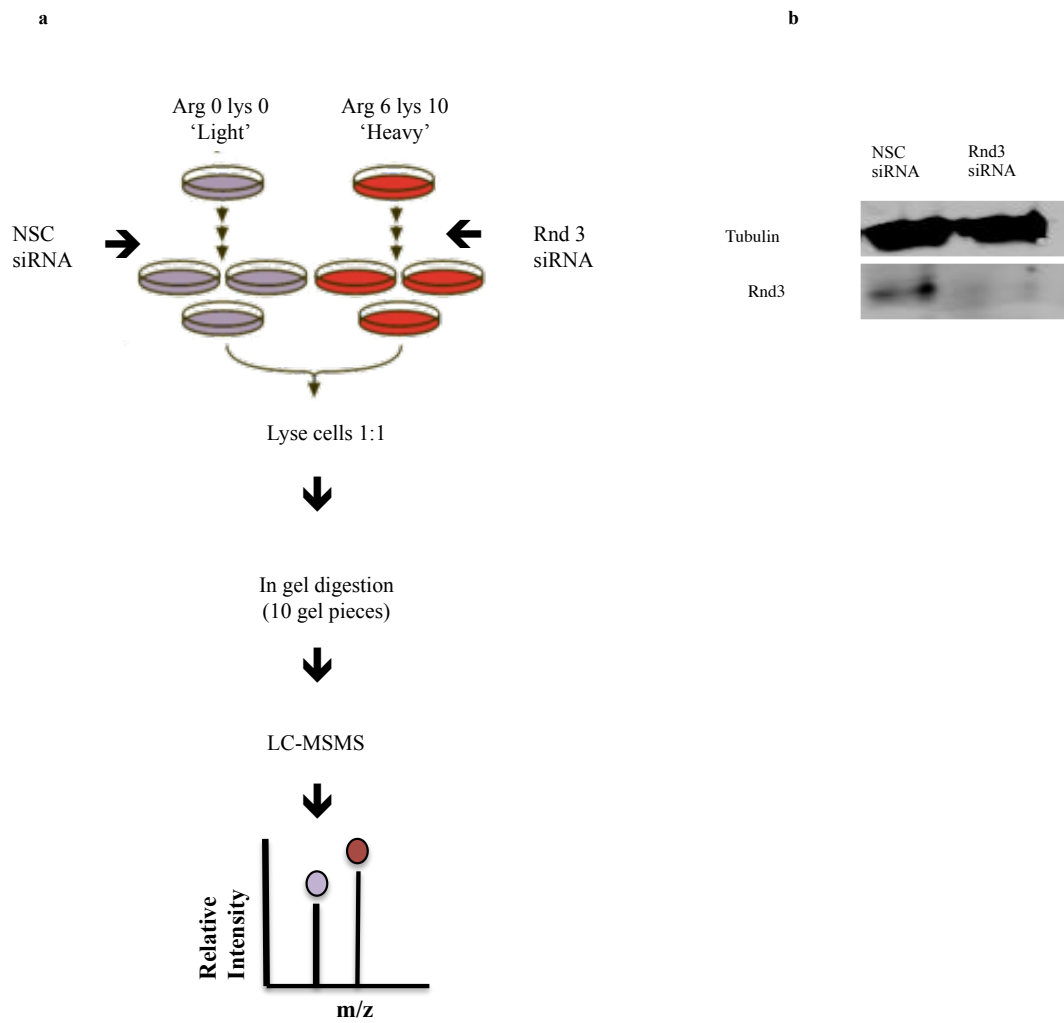 a
b
Arg 0 lys 0
‘Light’
Arg 6 lys 10
‘Heavy’
NSC
siRNA
Rnd 3
siRNA
Lyse cells 1:1
In gel digestion
(10 gel pieces)
LC-MSMS
Relative
Intensity
m/z
NSC
siRNA
Rnd3
siRNA
Tubulin
Rnd3